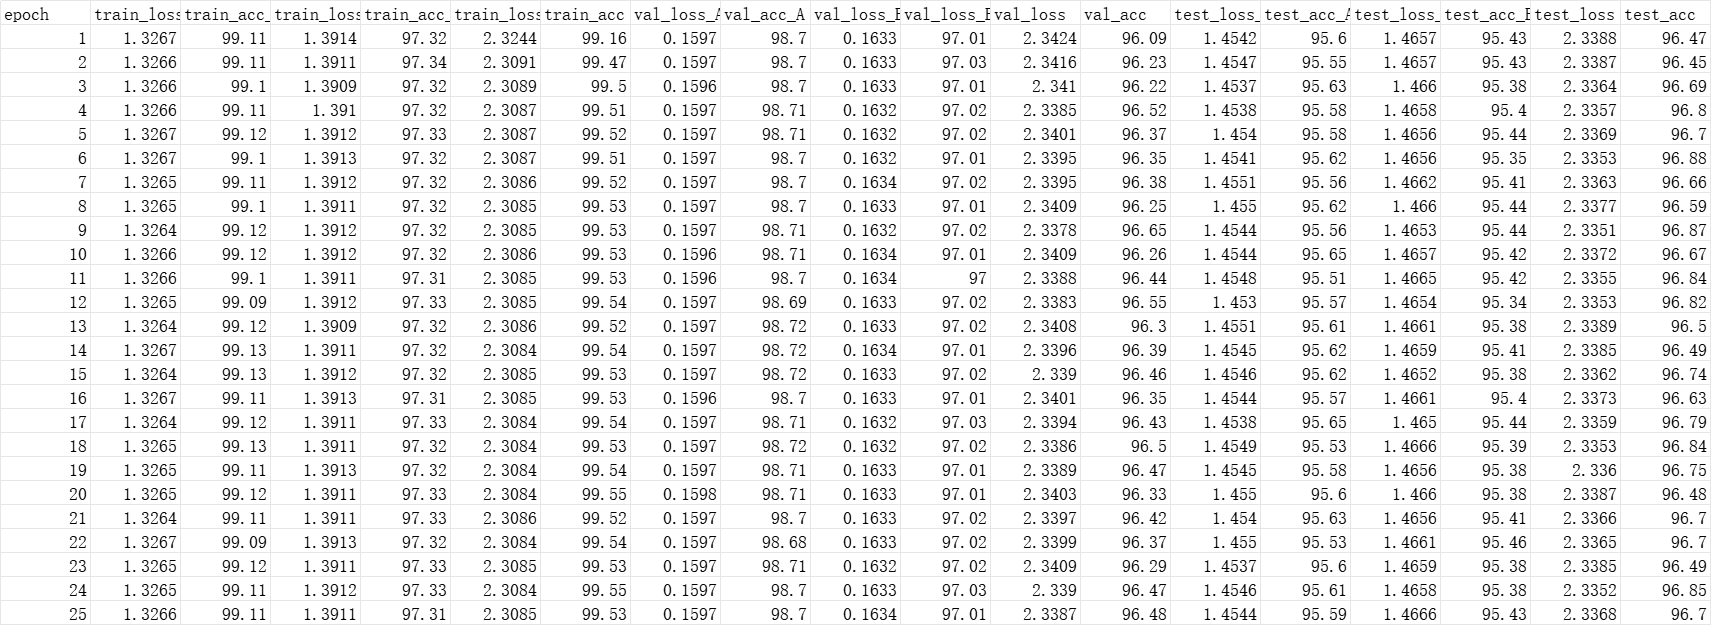 epoch train_loss train_acc_ train_loss train_acc_ train_loss train_acc val_loss_A val_acc_A val_loss_B val_loss_B val_loss val_acc test_loss_ test_acc_A test_loss_ test_acc_B test_loss test_acc
1 1.3267 99.11 1.3914 97.32 2.3244 99.16 0.1597 98.7 0.1633 97.01 2.3424 96.09 1.4542 95.6 1.4657 95.43 2.3388 96.47
2 1.3266 99.11 1.3911 97.34 2.3091 99.47 0.1597 98.7 0.1633 97.03 2.3416 96.23 1.4547 95.55 1.4657 95.43 2.3387 96.45
3 1.3266 99.1 1.3909 97.32 2.3089 99.5 0.1596 98.7 0.1633 97.01 2.341 96.22 1.4537 95.63 1.466 95.38 2.3364 96.69
4 1.3266 99.11 1.391 97.32 2.3087 99.51 0.1597 98.71 0.1632 97.02 2.3385 96.52 1.4538 95.58 1.4658 95.4 2.3357 96.8
5 1.3267 99.12 1.3912 97.33 2.3087 99.52 0.1597 98.71 0.1632 97.02 2.3401 96.37 1.454 95.58 1.4656 95.44 2.3369 96.7
6 1.3267 99.1 1.3913 97.32 2.3087 99.51 0.1597 98.7 0.1632 97.01 2.3395 96.35 1.4541 95.62 1.4656 95.35 2.3353 96.88
7 1.3265 99.11 1.3912 97.32 2.3086 99.52 0.1597 98.7 0.1634 97.02 2.3395 96.38 1.4551 95.56 1.4662 95.41 2.3363 96.66
8 1.3265 99.1 1.3911 97.32 2.3085 99.53 0.1597 98.7 0.1633 97.01 2.3409 96.25 1.455 95.62 1.466 95.44 2.3377 96.59
9 1.3264 99.12 1.3912 97.32 2.3085 99.53 0.1597 98.71 0.1632 97.02 2.3378 96.65 1.4544 95.56 1.4653 95.44 2.3351 96.87
10 1.3266 99.12 1.3912 97.32 2.3086 99.53 0.1596 98.71 0.1634 97.01 2.3409 96.26 1.4544 95.65 1.4657 95.42 2.3372 96.67
11 1.3266 99.1 1.3911 97.31 2.3085 99.53 0.1596 98.7 0.1634 97 2.3388 96.44 1.4548 95.51 1.4665 95.42 2.3355 96.84
12 1.3265 99.09 1.3912 97.33 2.3085 99.54 0.1597 98.69 0.1633 97.02 2.3383 96.55 1.453 95.57 1.4654 95.34 2.3353 96.82
13 1.3264 99.12 1.3909 97.32 2.3086 99.52 0.1597 98.72 0.1633 97.02 2.3408 96.3 1.4551 95.61 1.4661 95.38 2.3389 96.5
14 1.3267 99.13 1.3911 97.32 2.3084 99.54 0.1597 98.72 0.1634 97.01 2.3396 96.39 1.4545 95.62 1.4659 95.41 2.3385 96.49
15 1.3264 99.13 1.3912 97.32 2.3085 99.53 0.1597 98.72 0.1633 97.02 2.339 96.46 1.4546 95.62 1.4652 95.38 2.3362 96.74
16 1.3267 99.11 1.3913 97.31 2.3085 99.53 0.1596 98.7 0.1633 97.01 2.3401 96.35 1.4544 95.57 1.4661 95.4 2.3373 96.63
17 1.3264 99.12 1.3911 97.33 2.3084 99.54 0.1597 98.71 0.1632 97.03 2.3394 96.43 1.4538 95.65 1.465 95.44 2.3359 96.79
18 1.3265 99.13 1.3911 97.32 2.3084 99.53 0.1597 98.72 0.1632 97.02 2.3386 96.5 1.4549 95.53 1.4666 95.39 2.3353 96.84
19 1.3265 99.11 1.3913 97.32 2.3084 99.54 0.1597 98.71 0.1633 97.01 2.3389 96.47 1.4545 95.58 1.4656 95.38 2.336 96.75
20 1.3265 99.12 1.3911 97.33 2.3084 99.55 0.1598 98.71 0.1633 97.01 2.3403 96.33 1.455 95.6 1.466 95.38 2.3387 96.48
21 1.3264 99.11 1.3911 97.33 2.3086 99.52 0.1597 98.7 0.1633 97.02 2.3397 96.42 1.454 95.63 1.4656 95.41 2.3366 96.7
22 1.3267 99.09 1.3913 97.32 2.3084 99.54 0.1597 98.68 0.1633 97.02 2.3399 96.37 1.455 95.53 1.4661 95.46 2.3365 96.7
23 1.3265 99.12 1.3911 97.33 2.3085 99.53 0.1597 98.71 0.1632 97.02 2.3409 96.29 1.4537 95.6 1.4659 95.38 2.3385 96.49
24 1.3265 99.11 1.3912 97.33 2.3084 99.55 0.1597 98.7 0.1633 97.03 2.339 96.47 1.4546 95.61 1.4658 95.38 2.3352 96.85
25 1.3266 99.11 1.3911 97.31 2.3085 99.53 0.1597 98.7 0.1634 97.01 2.3387 96.48 1.4544 95.59 1.4666 95.43 2.3368 96.7